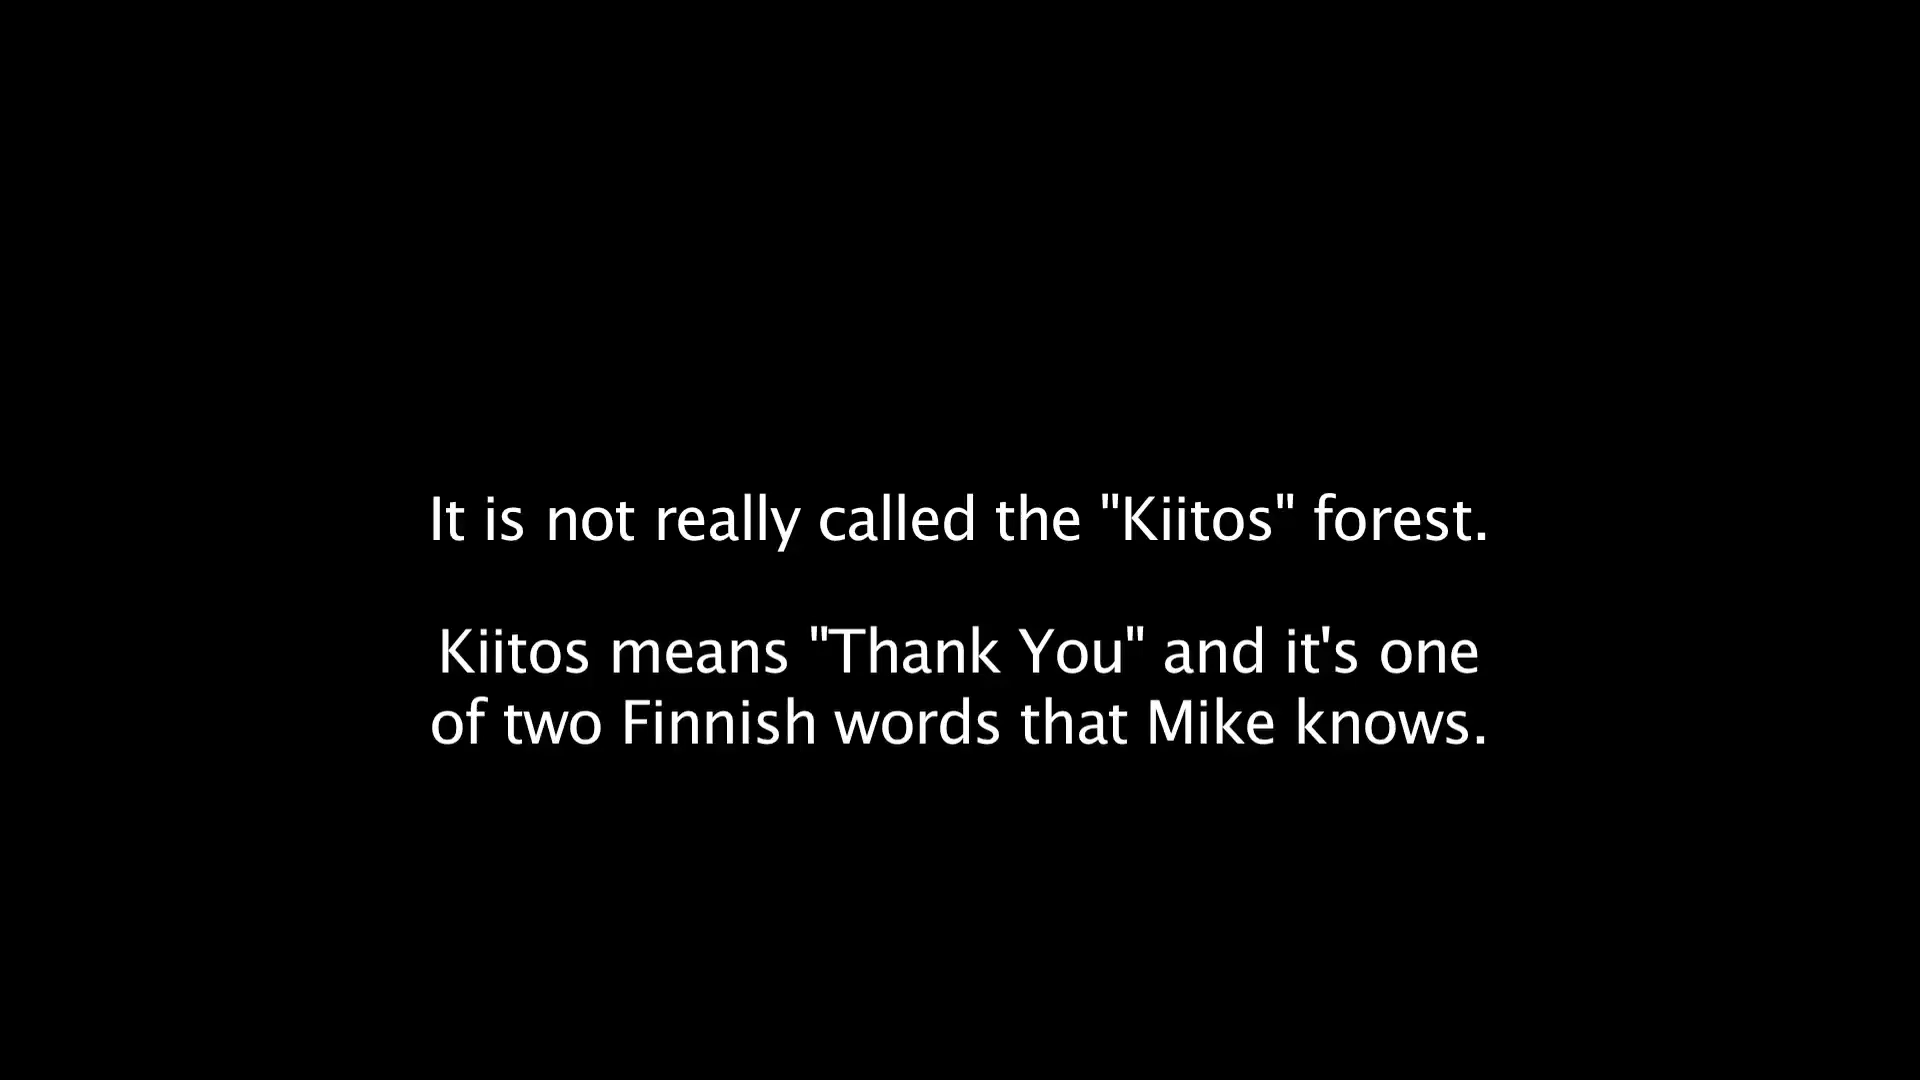 It is not really called the "Kiitos" forest.
Kiitos means "Thank You" and it's one
of two Finnish words that Mike knows.